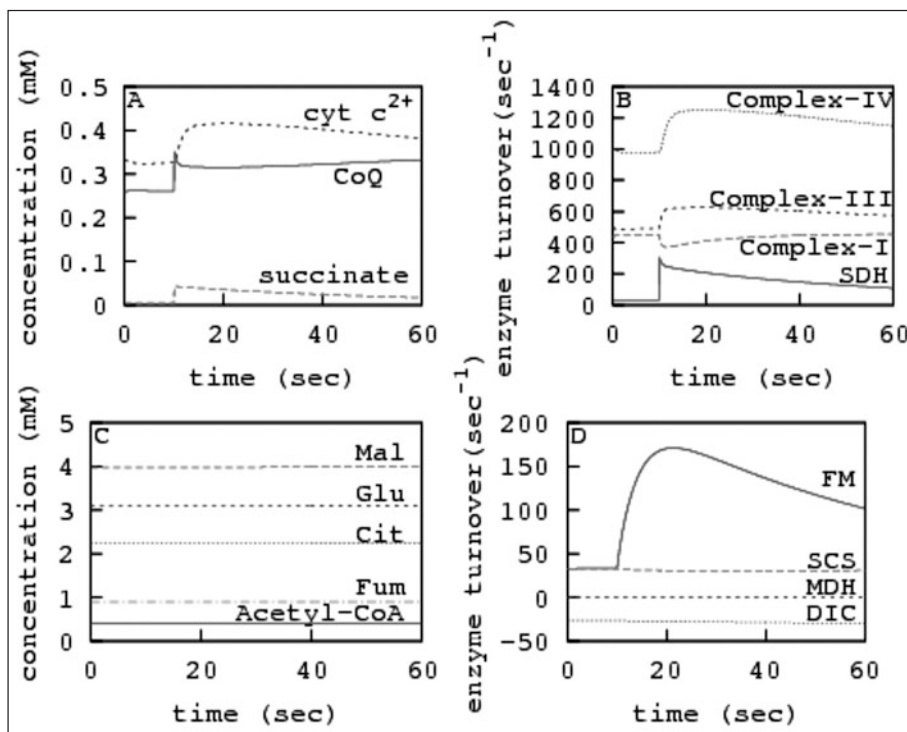 concentration (mM)
0.5
0.4
0.3
0.2
0.1
0
A
cyt c²⁺
CoQ
succinate
0 20 40 60
time (sec)
enzyme turnover(sec⁻¹)
1400
1200
1000
800
600
400
200
0
B
Complex-IV
Complex-III
Complex-I
SDH
0 20 40 60
time (sec)
concentration (mM)
5
4
3
2
1
0
C
Mal
Glu
Cit
Fum
Acetyl-CoA
0 20 40 60
time (sec)
enzyme turnover(sec⁻¹)
200
150
100
50
0
-50
D
FM
SCS
MDH
DIC
0 20 40 60
time (sec)